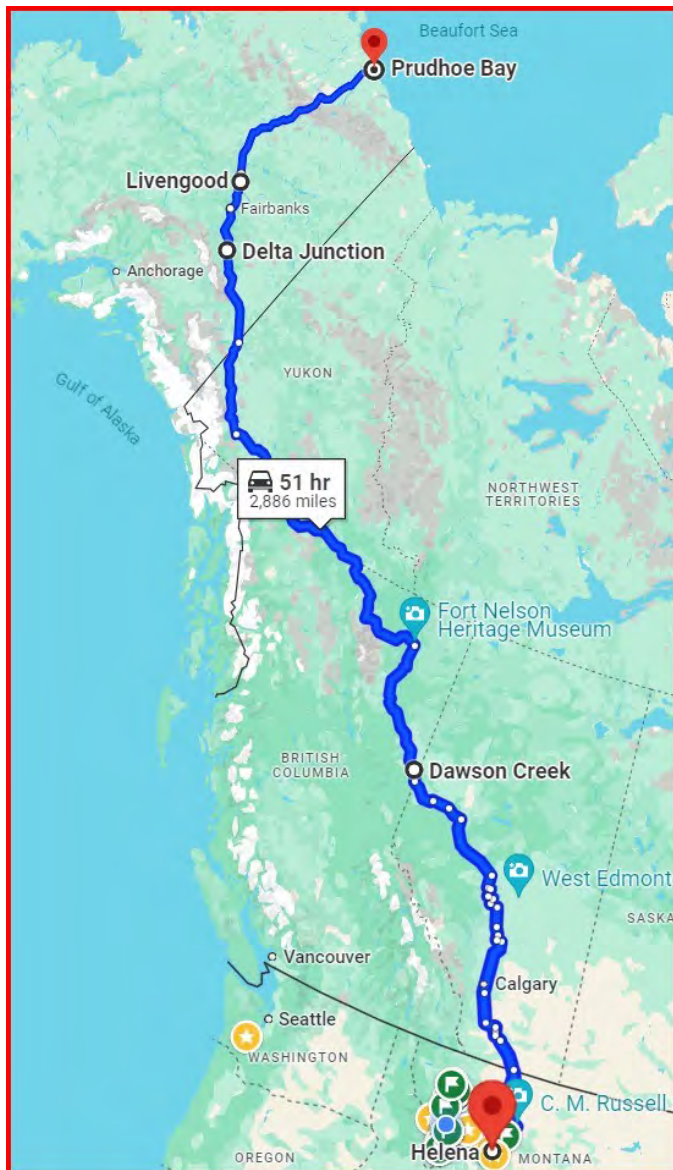 Beaufort Sea
Prudhoe Bay
Livengood
Fairbanks
Delta Junction
Anchorage
YUKON
Gulf of Alaska
51 hr
2,886 miles
NORTHWEST
TERRITORIES
Fort Nelson
Heritage Museum
BRITISH
COLUMBIA
Dawson Creek
West Edmont
SASKA
Vancouver
Calgary
Seattle
WASHINGTON
C. M. Russell
Helena
OREGON
MONTANA